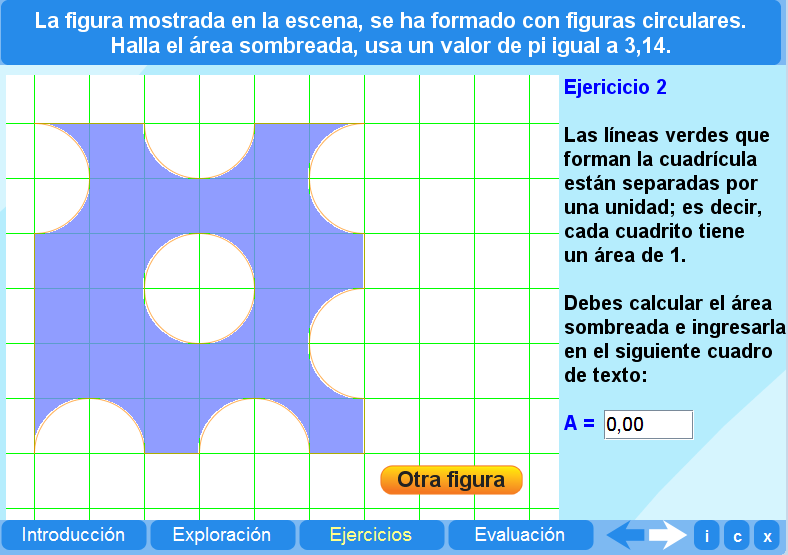 La figura mostrada en la escena, se ha formado con figuras circulares.
Halla el área sombreada, usa un valor de pi igual a 3,14.
Ejericicio 2
Las líneas verdes que
forman la cuadrícula
están separadas por
una unidad; es decir,
cada cuadrito tiene
un área de 1.
Debes calcular el área
sombreada e ingresarla
en el siguiente cuadro
de texto:
A = 0,00
Otra figura
Introducción Exploración Ejercicios Evaluación i c x